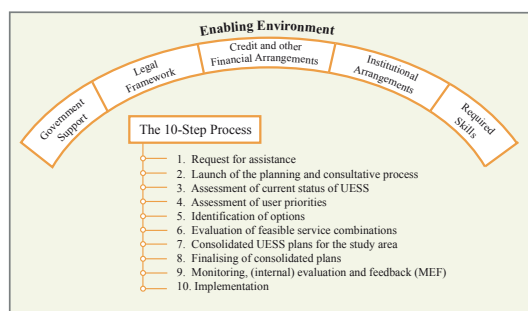 Enabling Environment
Government
Support
Legal
Framework
Credit and other
Financial Arrangements
Institutional
Arrangements
Required
Skills
The 10-Step Process
1. Request for assistance
2. Launch of the planning and consultative process
3. Assessment of current status of UESS
4. Assessment of user priorities
5. Identification of options
6. Evaluation of feasible service combinations
7. Consolidated UESS plans for the study area
8. Finalising of consolidated plans
9. Monitoring, (internal) evaluation and feedback (MEF)
10. Implementation